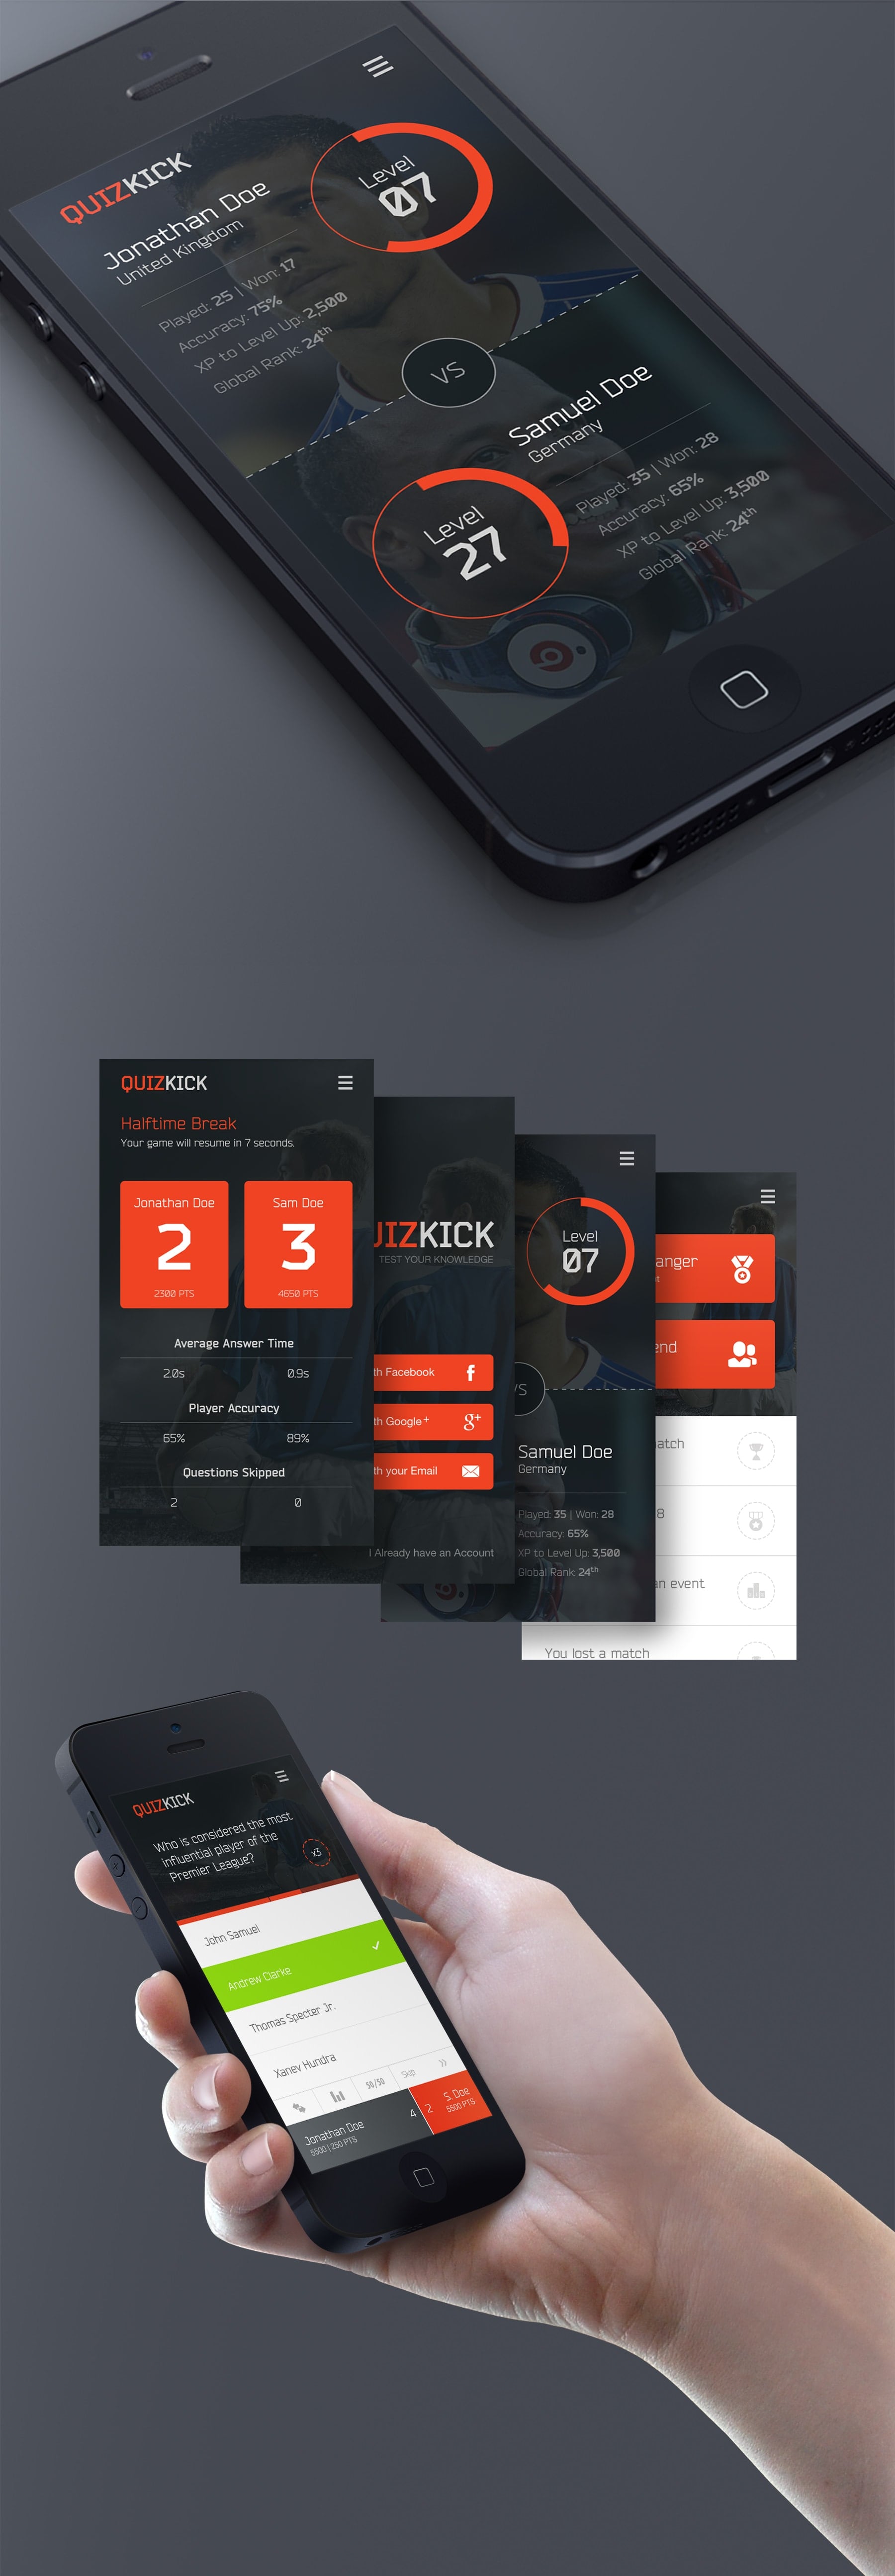 QUIZKICK
Level
07
Jonathan Doe
United Kingdom
Played: 25 | Won: 17
Accuracy: 75%
XP to Level Up: 2,500
Global Rank: 24th
VS
Samuel Doe
Germany
Played: 35 | Won: 28
Accuracy: 65%
XP to Level Up: 3,500
Global Rank: 24th
Level
27
QUIZKICK
Halftime Break
Your game will resume in 7 seconds.
Jonathan Doe
2
2300 PTS
Sam Doe
3
4650 PTS
Average Answer Time
2.0s 0.9s
Player Accuracy
65% 89%
Questions Skipped
2 0
IZKICK
TEST YOUR KNOWLEDGE
th Facebook f
th Google+ g+
th your Email
I Already have an Account
Level
07
VS
Samuel Doe
Germany
Played: 35 | Won: 28
Accuracy: 65%
XP to Level Up: 3,500
Global Rank: 24th
anger
end
atch
8
an event
You lost a match
QUIZKICK
Who is considered the most
influential player of the
Premier League?
x3
John Samuel
Andrew Clarke
Thomas Specter Jr.
Xanev Hundra
50/50 Skip
Jonathan Doe
5500 | 250 PTS
4 2
S. Doe
5500 PTS